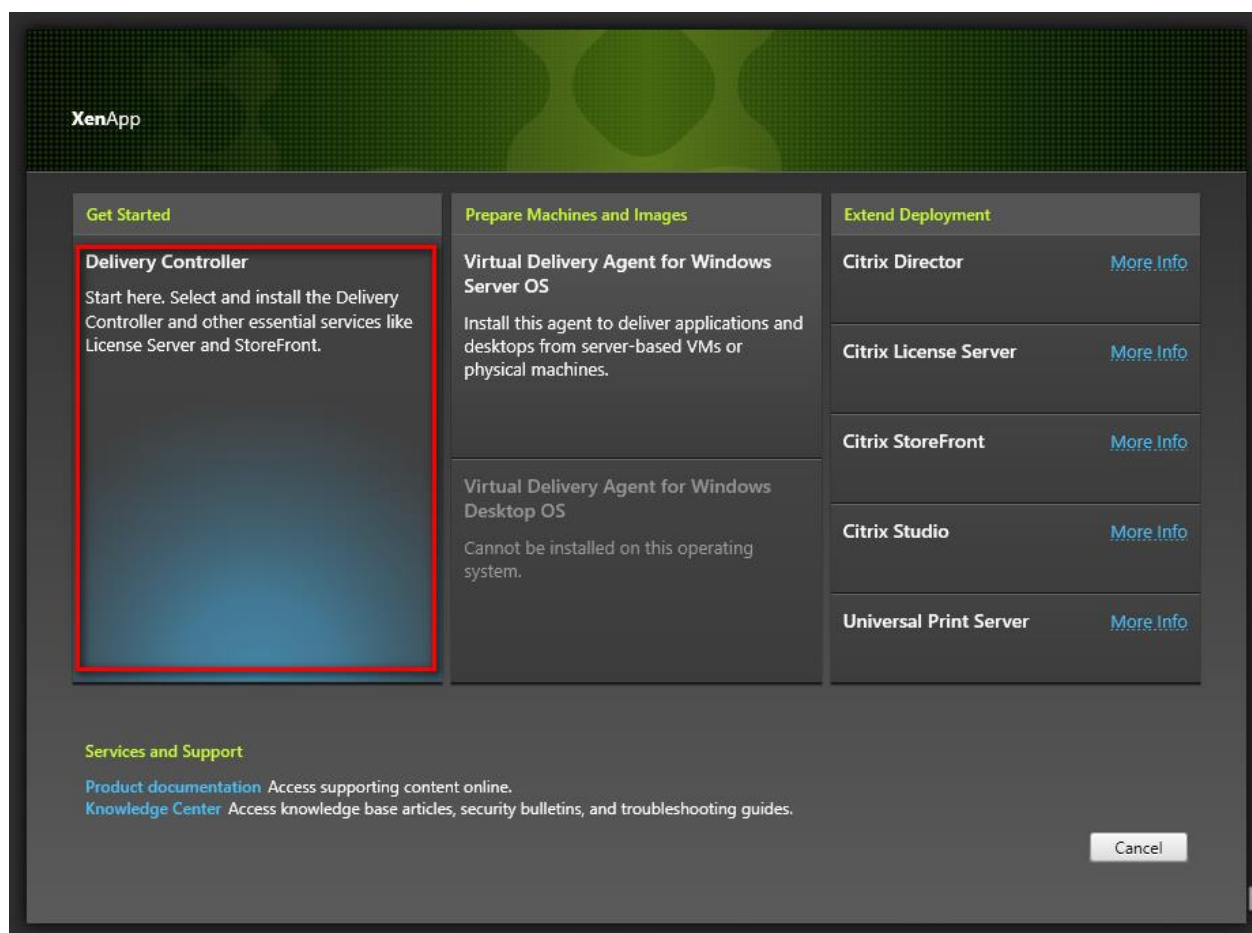 XenApp
Get Started
Delivery Controller
Start here. Select and install the Delivery
Controller and other essential services like
License Server and StoreFront.
Prepare Machines and Images
Virtual Delivery Agent for Windows
Server OS
Install this agent to deliver applications and
desktops from server-based VMs or
physical machines.
Virtual Delivery Agent for Windows
Desktop OS
Cannot be installed on this operating
system.
Extend Deployment
Citrix Director More Info
Citrix License Server More Info
Citrix StoreFront More Info
Citrix Studio More Info
Universal Print Server More Info
Services and Support
Product documentation Access supporting content online.
Knowledge Center Access knowledge base articles, security bulletins, and troubleshooting guides.
Cancel